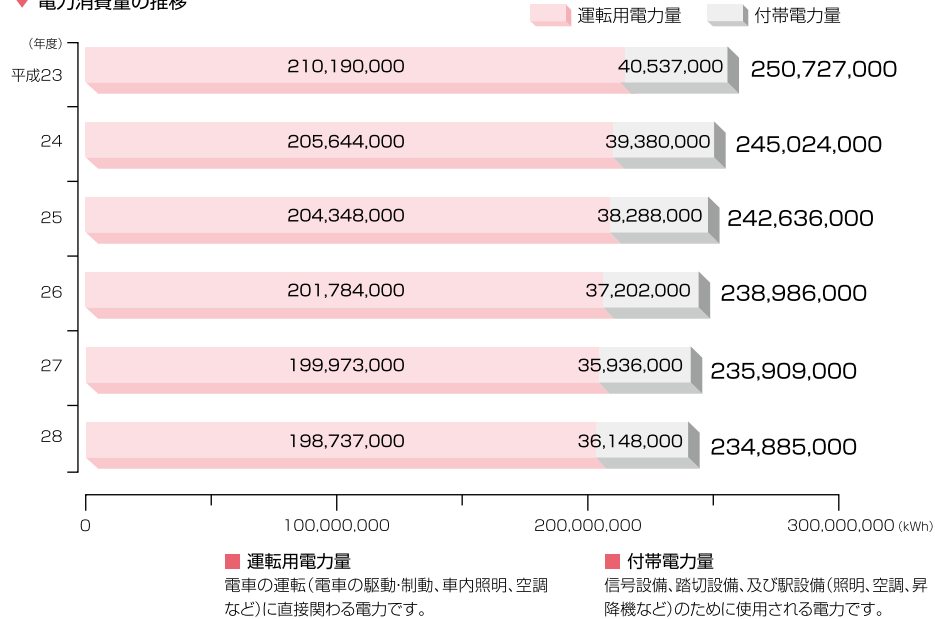 ▼ 電力消費量の推移
運転用電力量 付帯電力量
（年度）
平成23 210,190,000 40,537,000 250,727,000
24 205,644,000 39,380,000 245,024,000
25 204,348,000 38,288,000 242,636,000
26 201,784,000 37,202,000 238,986,000
27 199,973,000 35,936,000 235,909,000
28 198,737,000 36,148,000 234,885,000
0 100,000,000 200,000,000 300,000,000 (kWh)
■ 運転用電力量
電車の運転（電車の駆動・制動、車内照明、空調
など）に直接関わる電力です。
■ 付帯電力量
信号設備、踏切設備、及び駅設備（照明、空調、昇
降機など）のために使用される電力です。